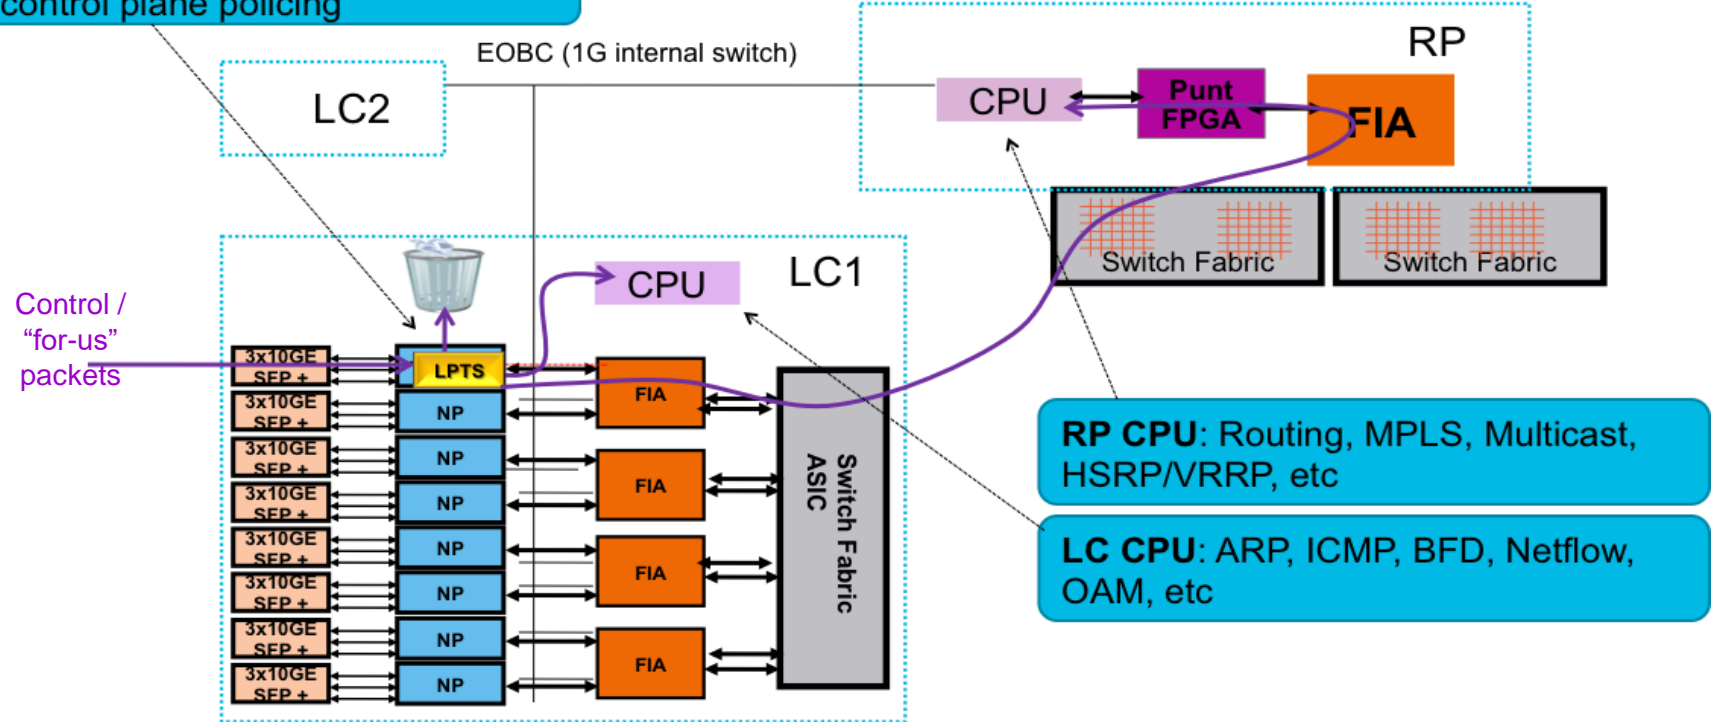 control plane policing
EOBC (1G internal switch)
RP
LC2
CPU
Punt
FPGA
FIA
Switch Fabric
Switch Fabric
LC1
CPU
Control /
“for-us”
packets
3x10GE
SFP +
LPTS
FIA
3x10GE
SFP +
NP
3x10GE
SFP +
NP
FIA
3x10GE
SFP +
NP
3x10GE
SFP +
NP
FIA
3x10GE
SFP +
NP
3x10GE
SFP +
NP
FIA
3x10GE
SFP +
NP
Switch Fabric
ASIC
RP CPU: Routing, MPLS, Multicast,
HSRP/VRRP, etc
LC CPU: ARP, ICMP, BFD, Netflow,
OAM, etc